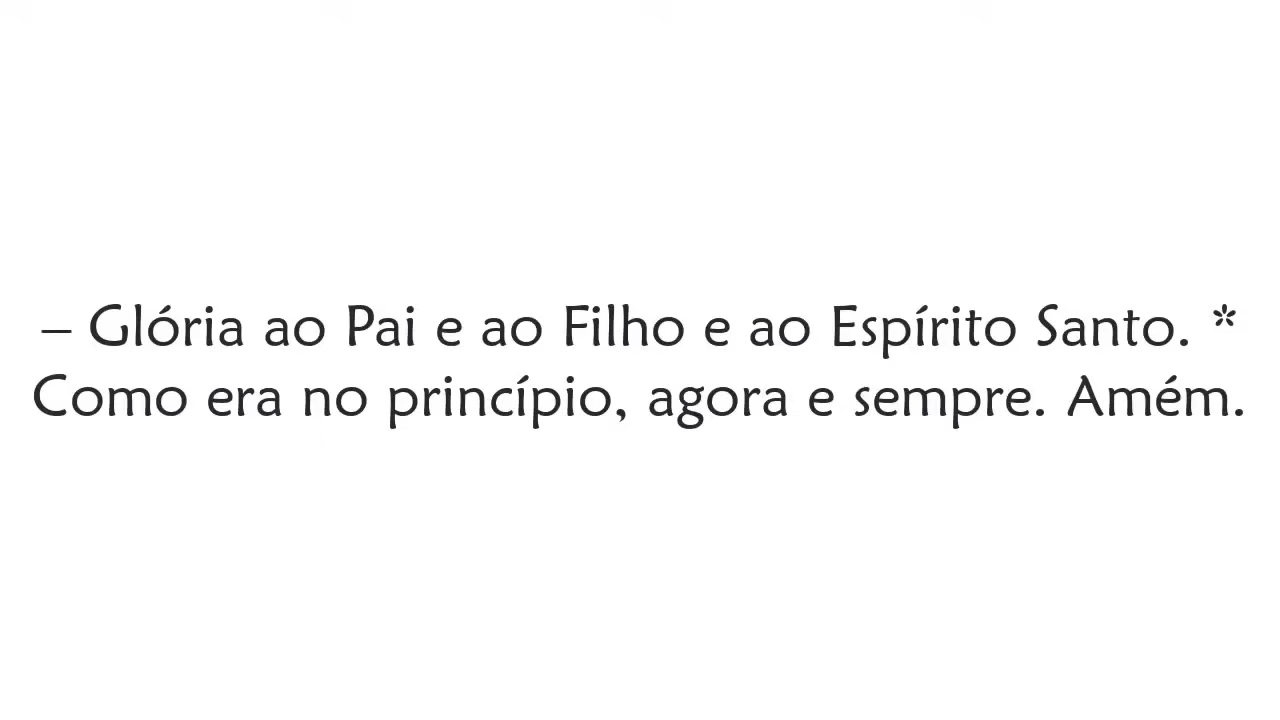 – Glória ao Pai e ao Filho e ao Espírito Santo. *
Como era no princípio, agora e sempre. Amém.